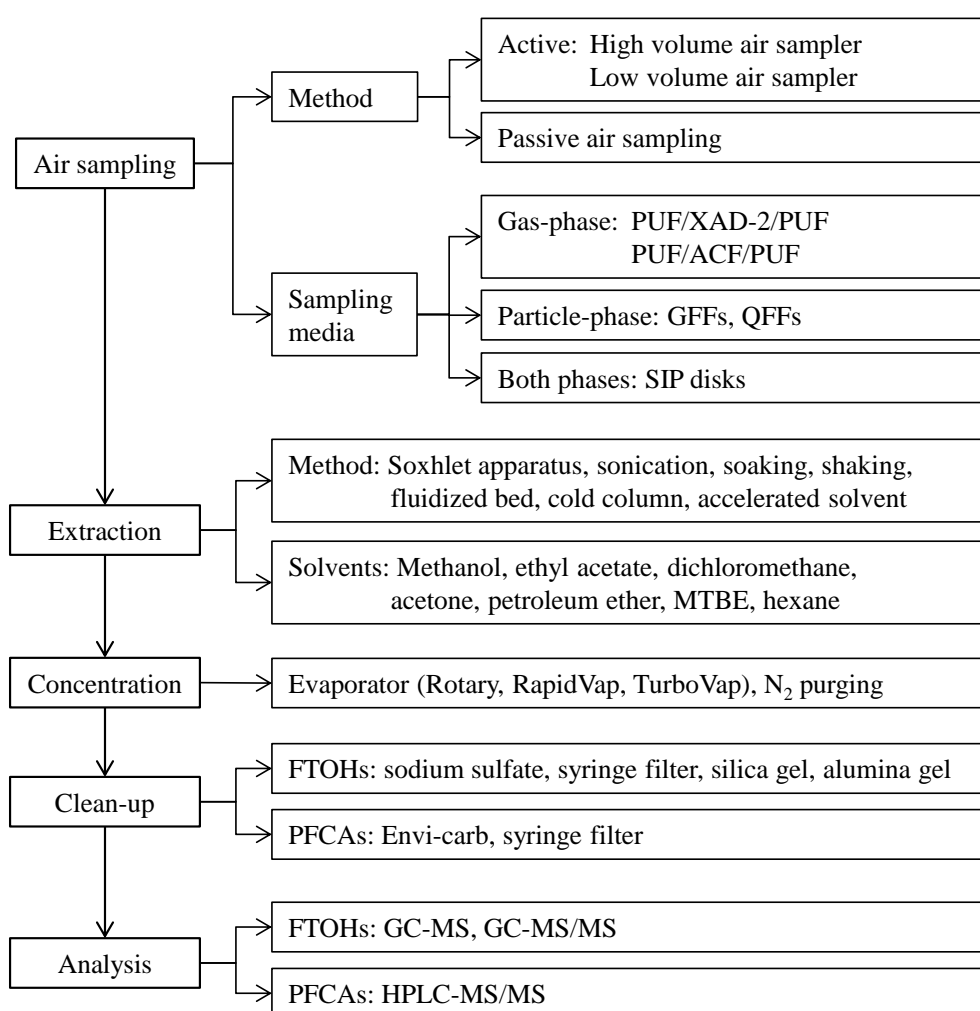 Air sampling
Method
Active: High volume air sampler
Low volume air sampler
Passive air sampling
Sampling
media
Gas-phase: PUF/XAD-2/PUF
PUF/ACF/PUF
Particle-phase: GFFs, QFFs
Both phases: SIP disks
Extraction
Method: Soxhlet apparatus, sonication, soaking, shaking,
fluidized bed, cold column, accelerated solvent
Solvents: Methanol, ethyl acetate, dichloromethane,
acetone, petroleum ether, MTBE, hexane
Concentration
Evaporator (Rotary, RapidVap, TurboVap), N₂ purging
Clean-up
FTOHs: sodium sulfate, syringe filter, silica gel, alumina gel
PFCAs: Envi-carb, syringe filter
Analysis
FTOHs: GC-MS, GC-MS/MS
PFCAs: HPLC-MS/MS